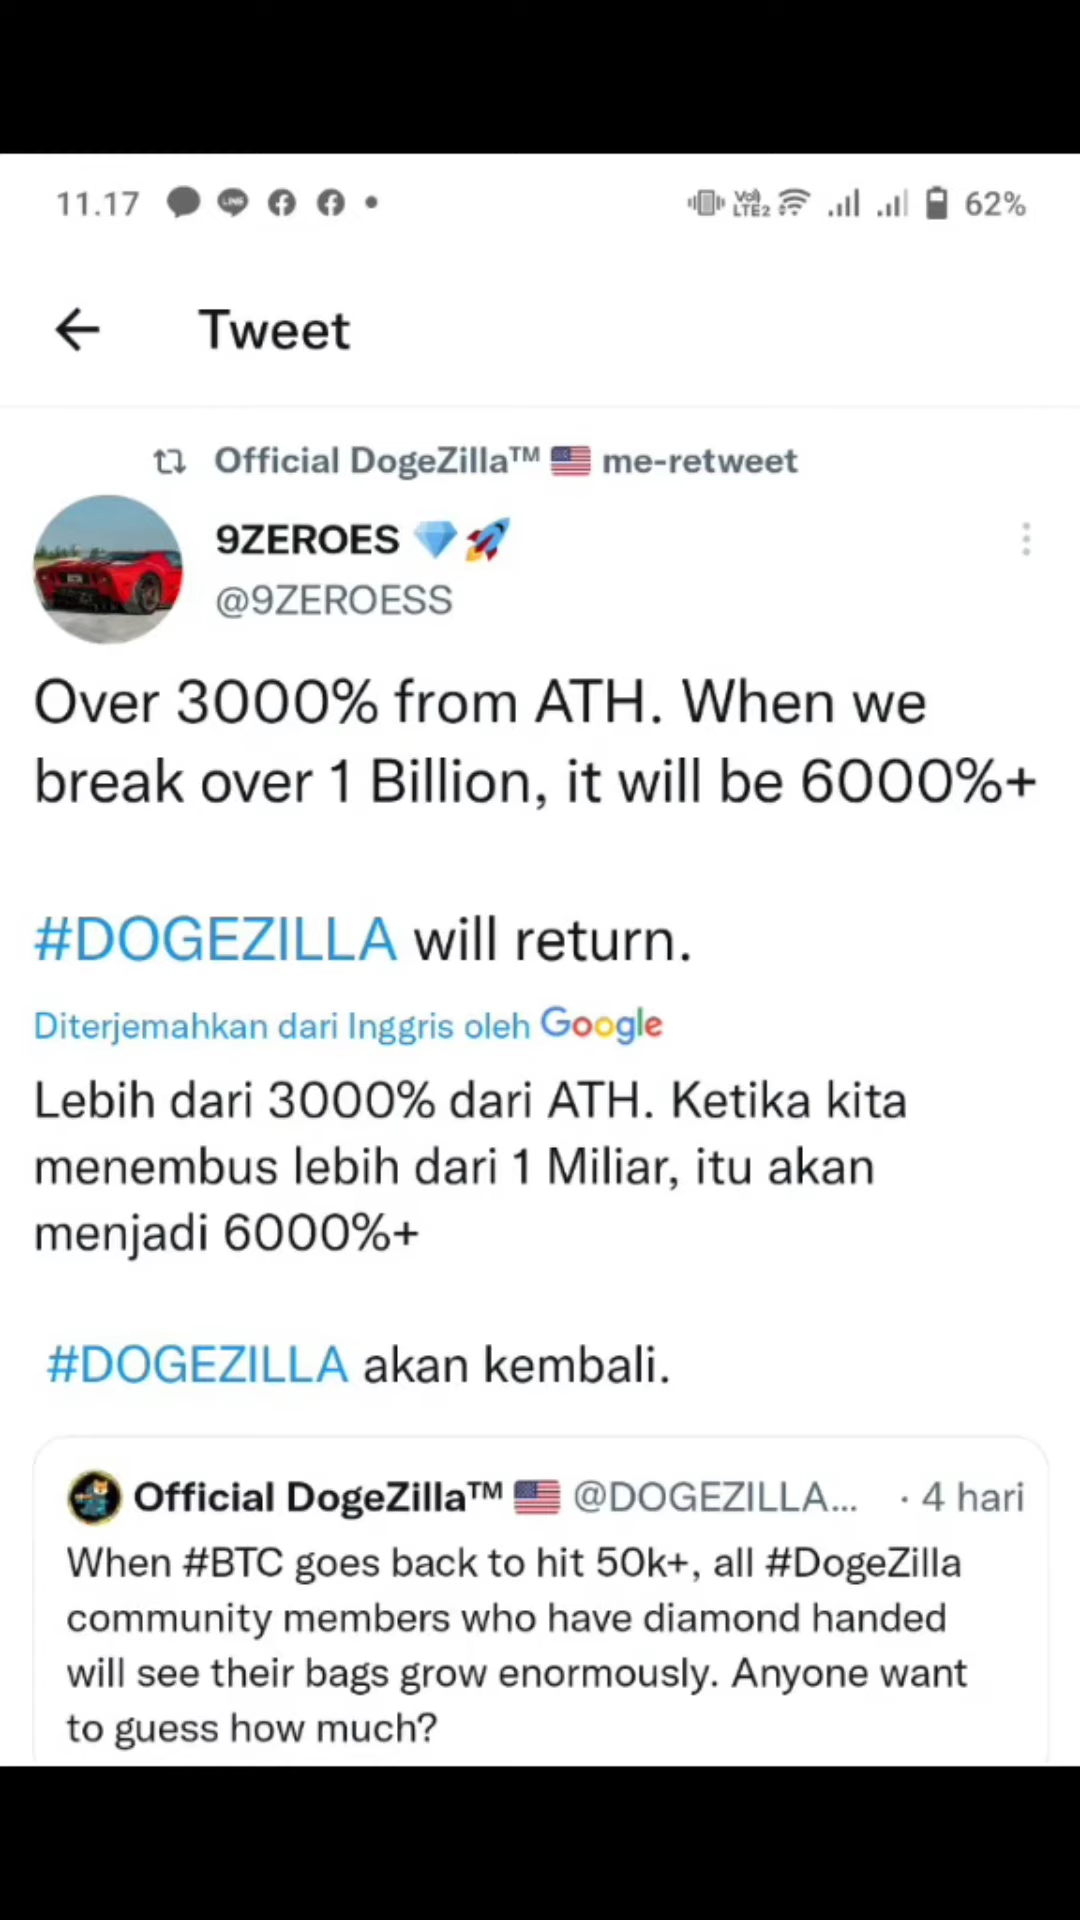 11.17 62%
Tweet
Official DogeZilla™ 🇺🇸 me-retweet
9ZEROES 💎🚀
@9ZEROESS
Over 3000% from ATH. When we
break over 1 Billion, it will be 6000%+
#DOGEZILLA will return.
Diterjemahkan dari Inggris oleh Google
Lebih dari 3000% dari ATH. Ketika kita
menembus lebih dari 1 Miliar, itu akan
menjadi 6000%+
#DOGEZILLA akan kembali.
Official DogeZilla™ 🇺🇸 @DOGEZILLA... · 4 hari
When #BTC goes back to hit 50k+, all #DogeZilla
community members who have diamond handed
will see their bags grow enormously. Anyone want
to guess how much?